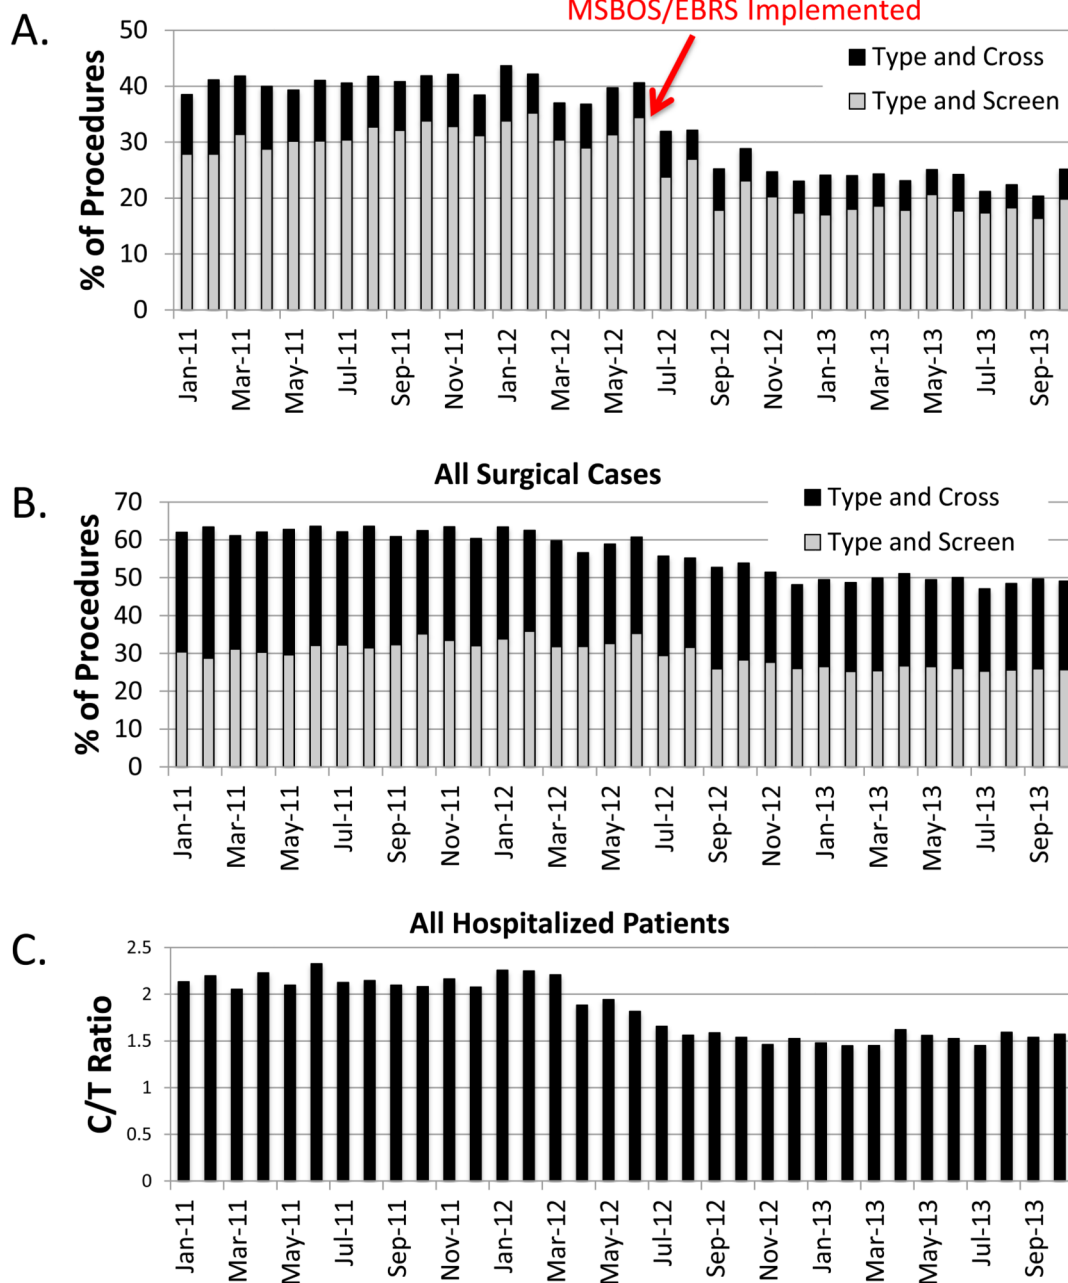 MSBOS/EBRS Implemented
A.
50
40
30
20
10
0
% of Procedures
Type and Cross
Type and Screen
Jan-11
Mar-11
May-11
Jul-11
Sep-11
Nov-11
Jan-12
Mar-12
May-12
Jul-12
Sep-12
Nov-12
Jan-13
Mar-13
May-13
Jul-13
Sep-13
All Surgical Cases
B.
70
60
50
40
30
20
10
0
% of Procedures
Type and Cross
Type and Screen
Jan-11
Mar-11
May-11
Jul-11
Sep-11
Nov-11
Jan-12
Mar-12
May-12
Jul-12
Sep-12
Nov-12
Jan-13
Mar-13
May-13
Jul-13
Sep-13
All Hospitalized Patients
C.
2.5
2
1.5
1
0.5
0
C/T Ratio
Jan-11
Mar-11
May-11
Jul-11
Sep-11
Nov-11
Jan-12
Mar-12
May-12
Jul-12
Sep-12
Nov-12
Jan-13
Mar-13
May-13
Jul-13
Sep-13